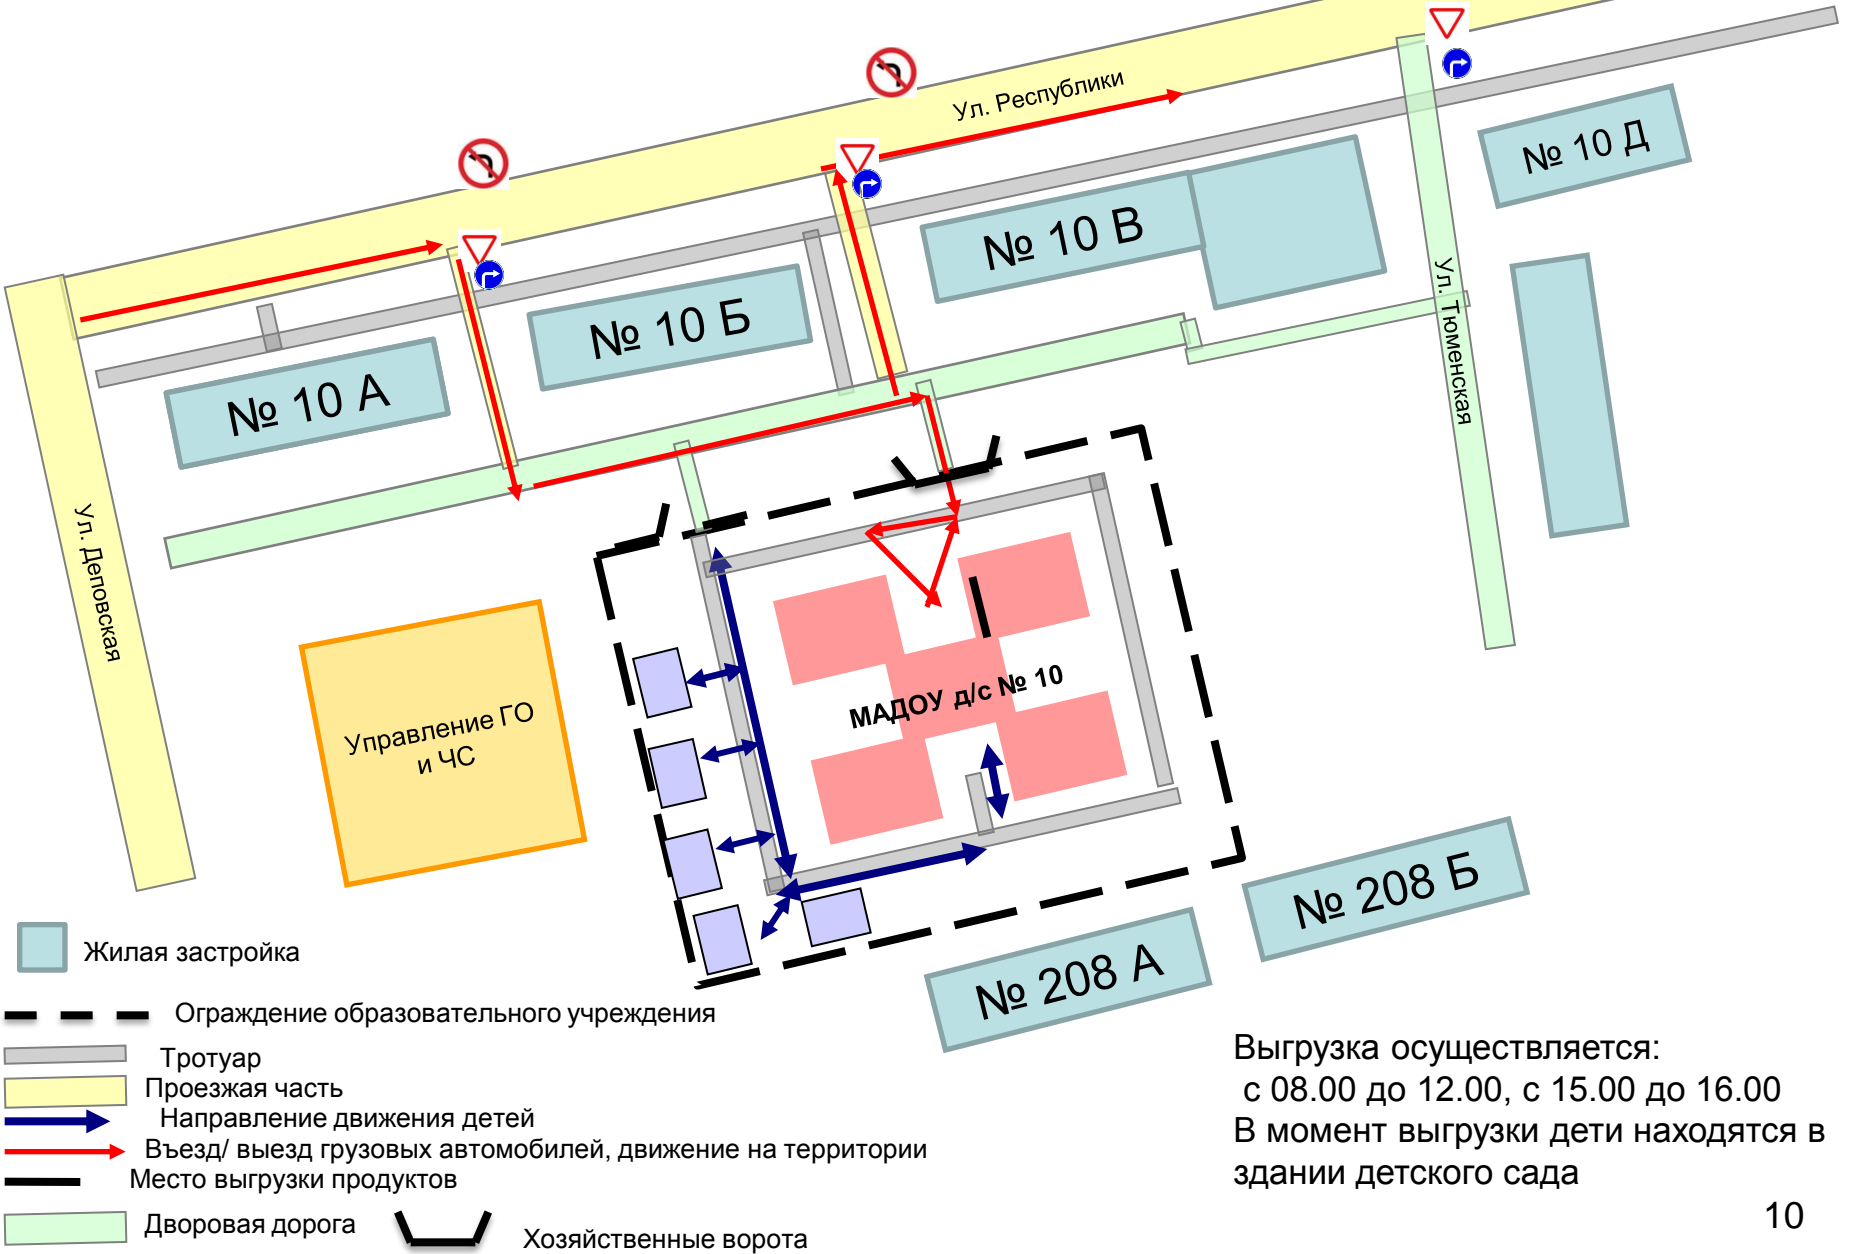 Ул. Республики
№ 10 Д
№ 10 В
№ 10 Б
№ 10 А
Ул. Тюменская
Ул. Деповская
МАДОУ д/с № 10
Управление ГО
и ЧС
№ 208 Б
№ 208 А
Жилая застройка
Ограждение образовательного учреждения
Тротуар
Проезжая часть
Направление движения детей
Въезд/ выезд грузовых автомобилей, движение на территории
Место выгрузки продуктов
Дворовая дорога
Хозяйственные ворота
Выгрузка осуществляется:
с 08.00 до 12.00, с 15.00 до 16.00
В момент выгрузки дети находятся в
здании детского сада
10